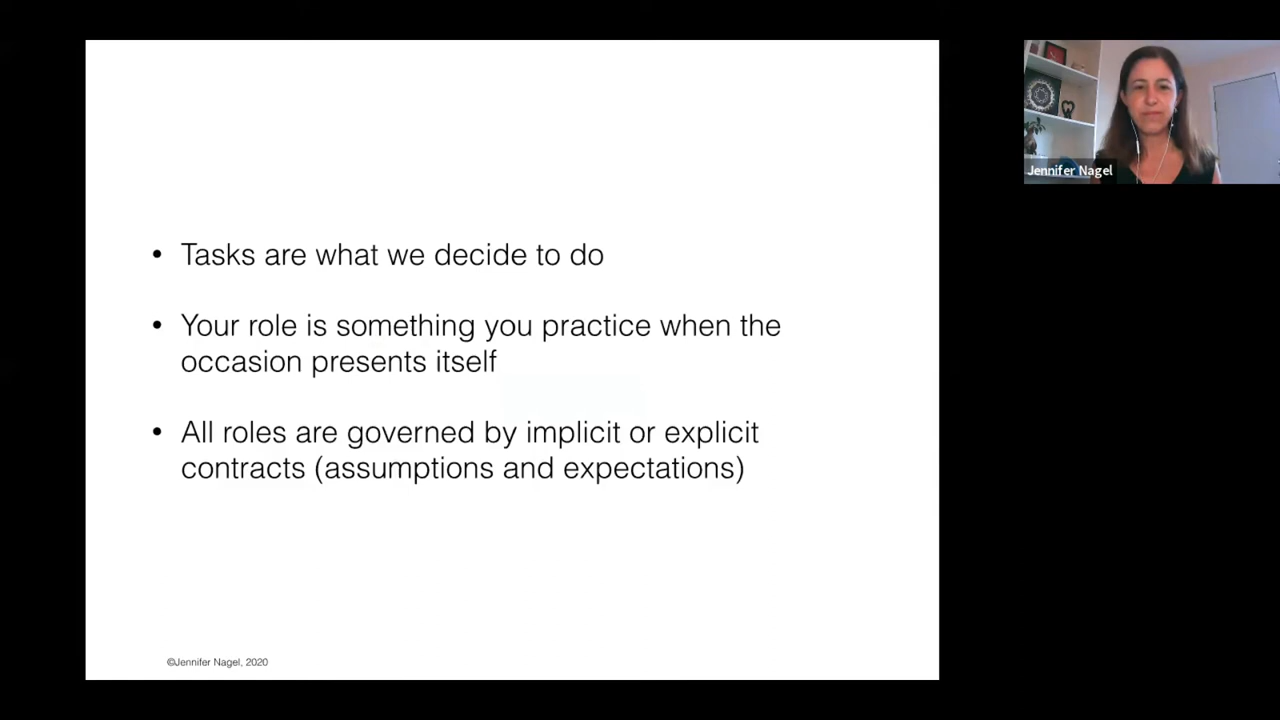 • Tasks are what we decide to do
• Your role is something you practice when the
occasion presents itself
• All roles are governed by implicit or explicit
contracts (assumptions and expectations)
©Jennifer Nagel, 2020
Jennifer Nagel